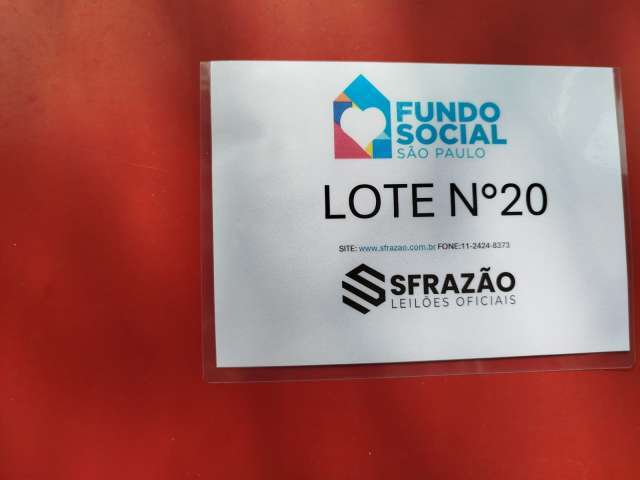 FUNDO
SOCIAL
SÃO PAULO
LOTE N°20
SITE: www.sfrazao.com.br FONE:11-2424-8373
SFRAZÃO
LEILÕES OFICIAIS